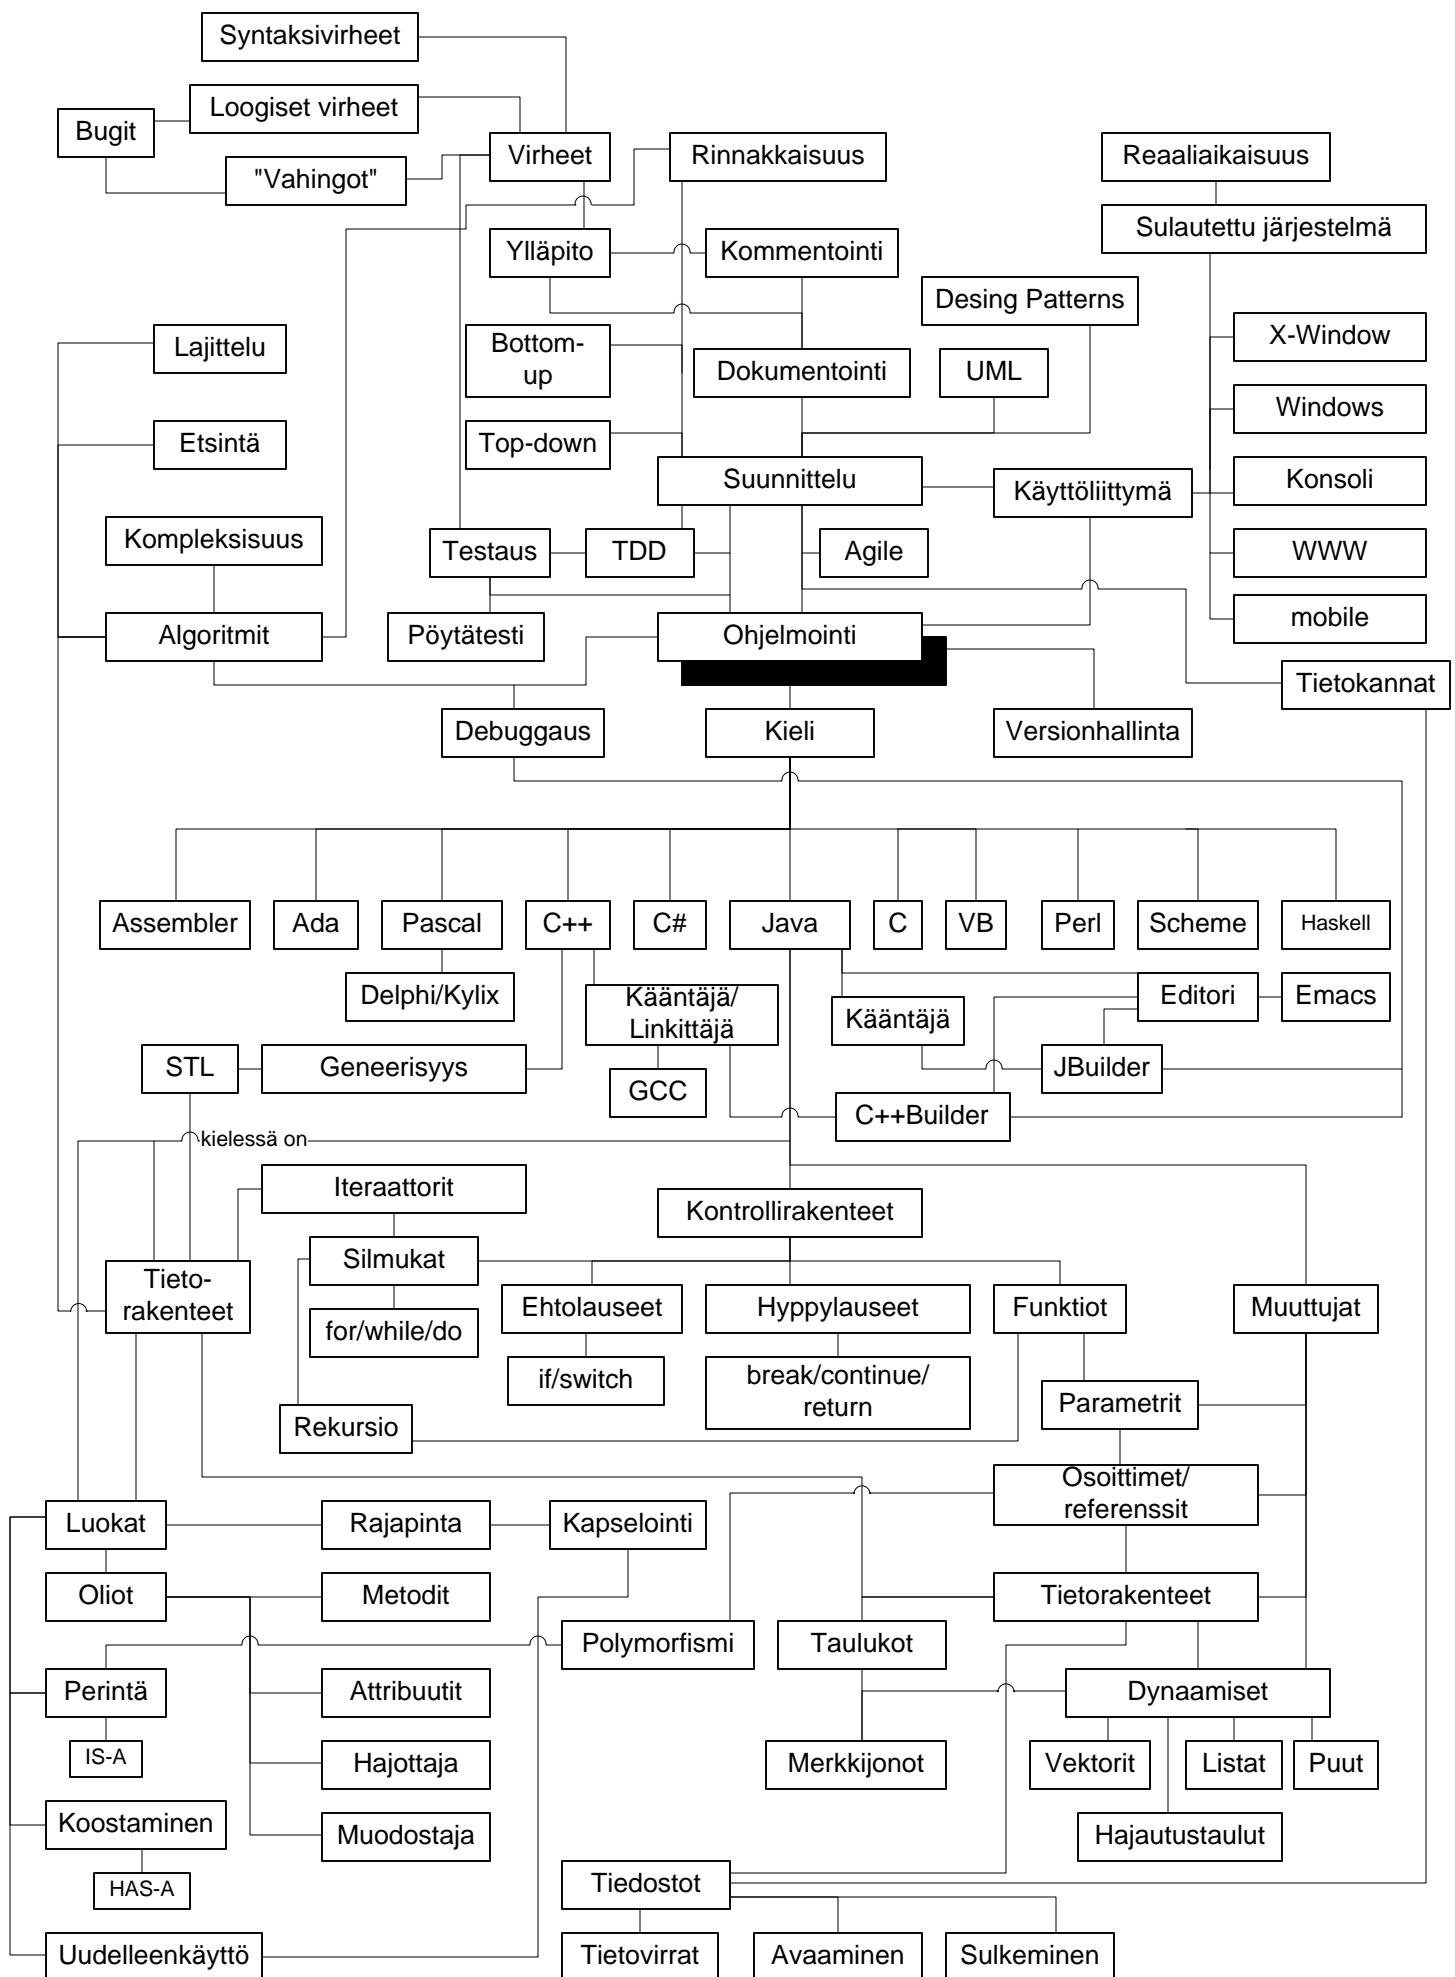 Syntaksivirheet
Loogiset virheet
Bugit
"Vahingot"
Virheet
Rinnakkaisuus
Reaaliaikaisuus
Sulautettu järjestelmä
Ylläpito
Kommentointi
Desing Patterns
Lajittelu
Bottom-
up
Dokumentointi
UML
X-Window
Windows
Etsintä
Top-down
Suunnittelu
Käyttöliittymä
Konsoli
Kompleksisuus
Testaus
TDD
Agile
WWW
Algoritmit
Pöytätesti
Ohjelmointi
mobile
Tietokannat
Debuggaus
Kieli
Versionhallinta
Assembler
Ada
Pascal
C++
C#
Java
C
VB
Perl
Scheme
Haskell
Delphi/Kylix
Kääntäjä/
Linkittäjä
Kääntäjä
Editori
Emacs
STL
Geneerisyys
GCC
JBuilder
C++Builder
kielessä on
Iteraattorit
Kontrollirakenteet
Silmukat
Tieto-
rakenteet
for/while/do
Ehtolauseet
Hyppylauseet
Funktiot
Muuttujat
if/switch
break/continue/
return
Parametrit
Rekursio
Osoittimet/
referenssit
Luokat
Rajapinta
Kapselointi
Oliot
Metodit
Tietorakenteet
Polymorfismi
Taulukot
Perintä
Attribuutit
Dynaamiset
IS-A
Hajottaja
Merkkijonot
Vektorit
Listat
Puut
Koostaminen
Muodostaja
Hajautustaulut
HAS-A
Tiedostot
Uudelleenkäyttö
Tietovirrat
Avaaminen
Sulkeminen